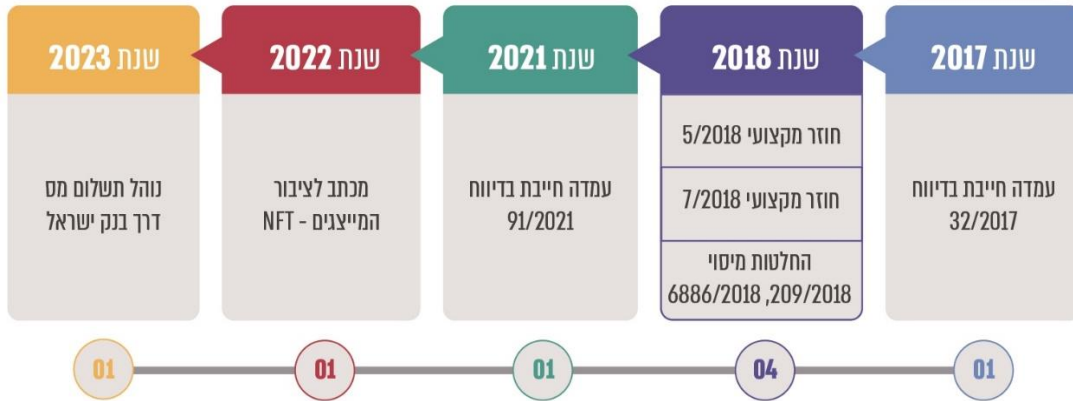 שנת 2017
עמדה חייבת בדיווח
32/2017
01
שנת 2018
חוזר מקצועי 5/2018
חוזר מקצועי 7/2018
החלטות מיסוי
6886/2018, 209/2018
04
שנת 2021
עמדה חייבת בדיווח
91/2021
01
שנת 2022
מכתב לציבור
המייצגים - NFT
01
שנת 2023
נוהל תשלום מס
דרך בנק ישראל
01